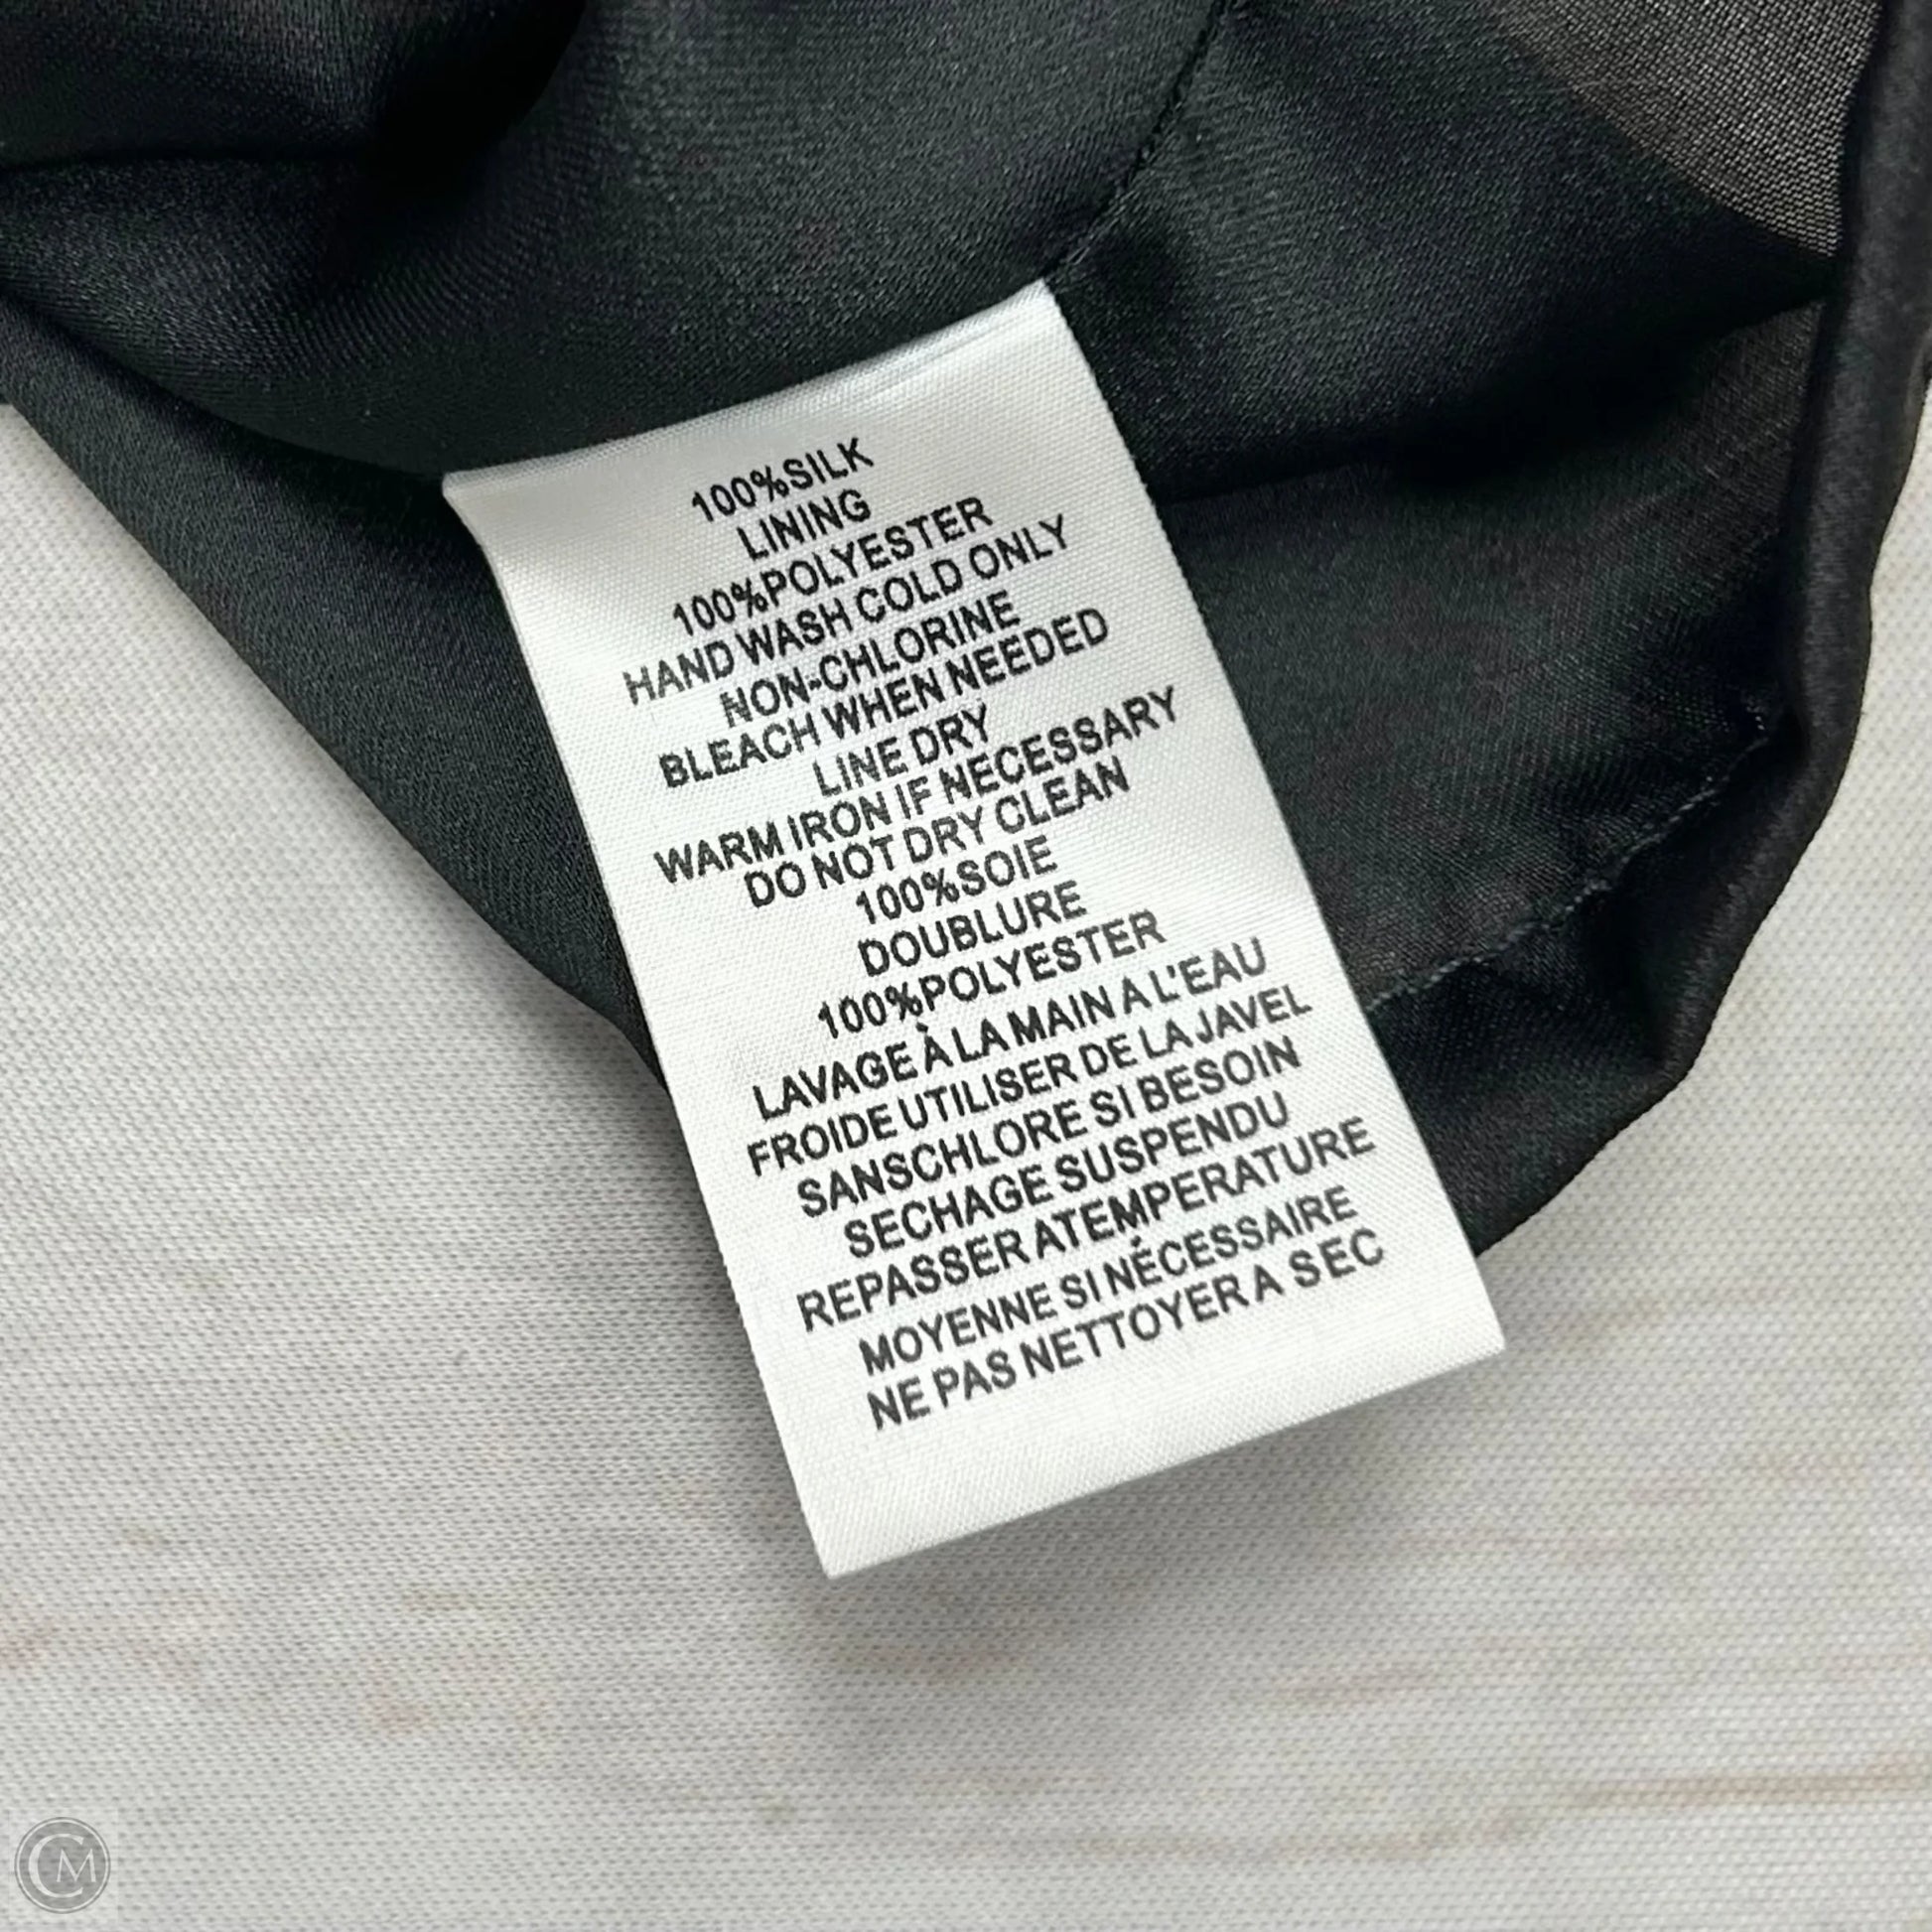 100%SILK
LINING
100%POLYESTER
HAND WASH COLD ONLY
NON-CHLORINE
BLEACH WHEN NEEDED
LINE DRY
WARM IRON IF NECESSARY
DO NOT DRY CLEAN
100%SOIE
DOUBLURE
100%POLYESTER
LAVAGE À LA MAIN A L'EAU
FROIDE UTILISER DE LA JAVEL
SANSCHLORE SI BESOIN
SECHAGE SUSPENDU
REPASSER ATEMPERATURE
MOYENNE SI NÉCESSAIRE
NE PAS NETTOYER A SEC
CM